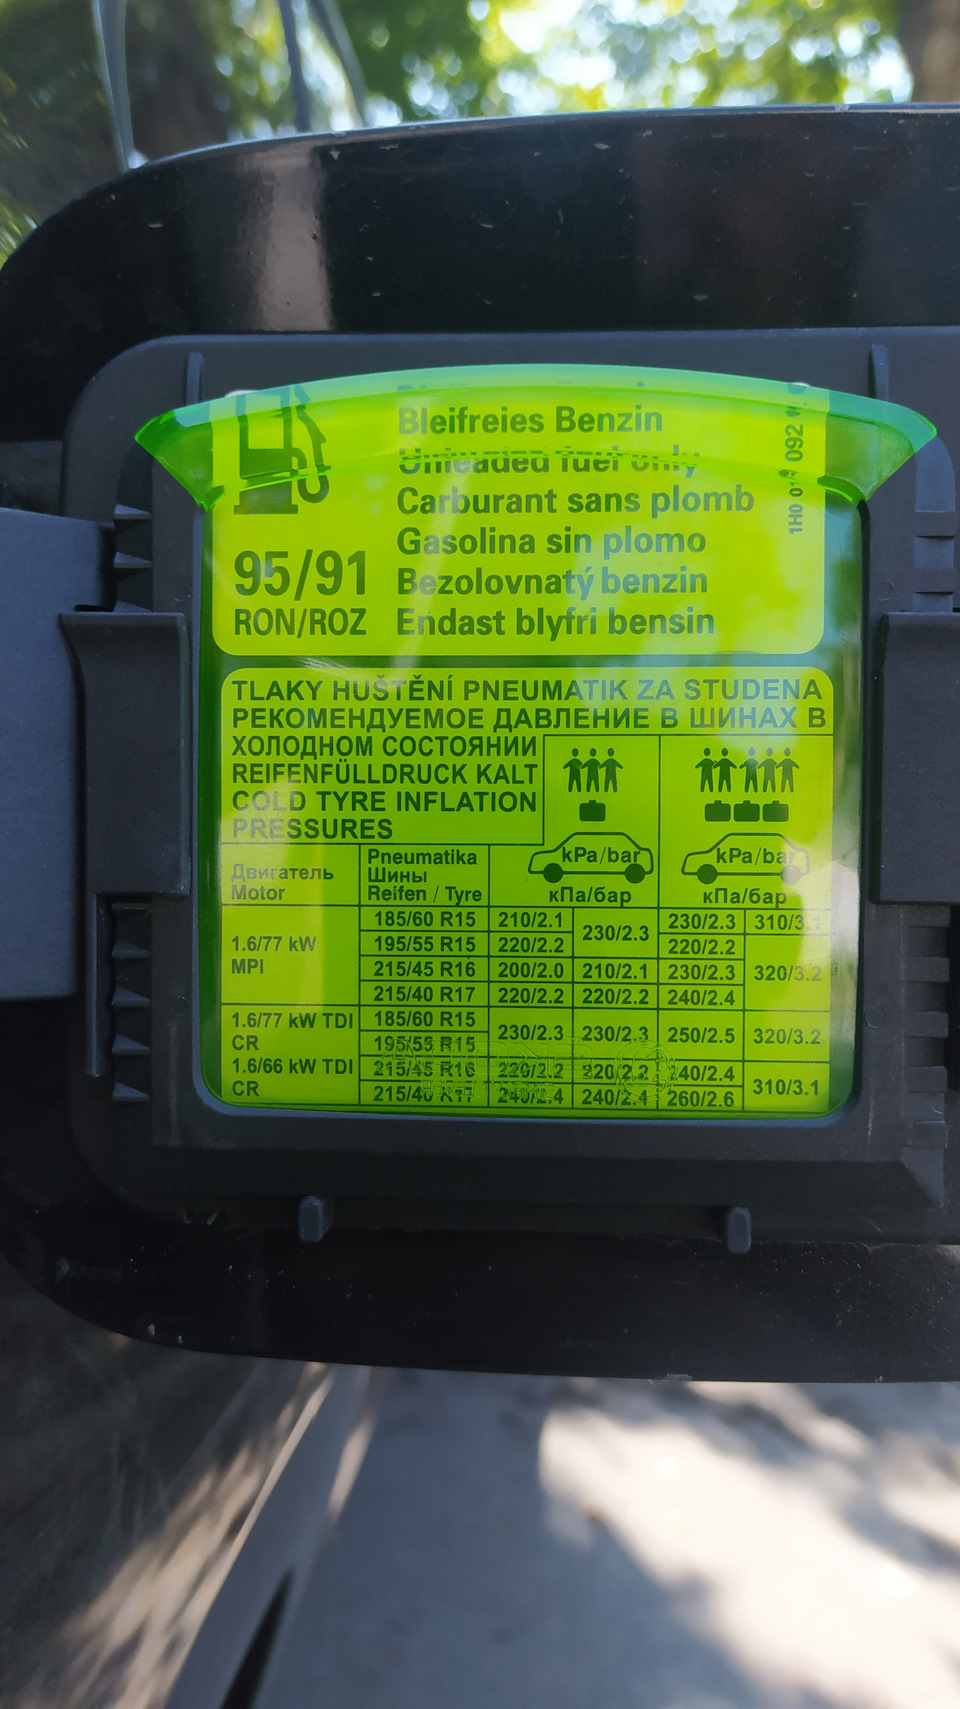 Bleifreies Benzin
Unleaded fuel only
Carburant sans plomb
Gasolina sin plomo
Bezolovnatý benzin
Endast blyfri bensin
95/91
RON/ROZ
1H0 01 092
TLAKY HUŠTĚNÍ PNEUMATIK ZA STUDENA
РЕКОМЕНДУЕМОЕ ДАВЛЕНИЕ В ШИНАХ В
ХОЛОДНОМ СОСТОЯНИИ
REIFENFÜLLDRUCK KALT
COLD TYRE INFLATION
PRESSURES
Двигатель
Motor
Pneumatika
Шины
Reifen / Tyre
kPa/bar
кПа/бар
kPa/bar
кПа/бар
1.6/77 kW
MPI
185/60 R15 210/2.1 230/2.3 230/2.3 310/3.1
195/55 R15 220/2.2 220/2.2
215/45 R16 200/2.0 210/2.1 230/2.3 320/3.2
215/40 R17 220/2.2 220/2.2 240/2.4
1.6/77 kW TDI
CR
1.6/66 kW TDI
CR
185/60 R15
195/55 R15 230/2.3 230/2.3 250/2.5 320/3.2
215/45 R16 220/2.2 220/2.2 240/2.4
215/40 R17 240/2.4 240/2.4 260/2.6 310/3.1